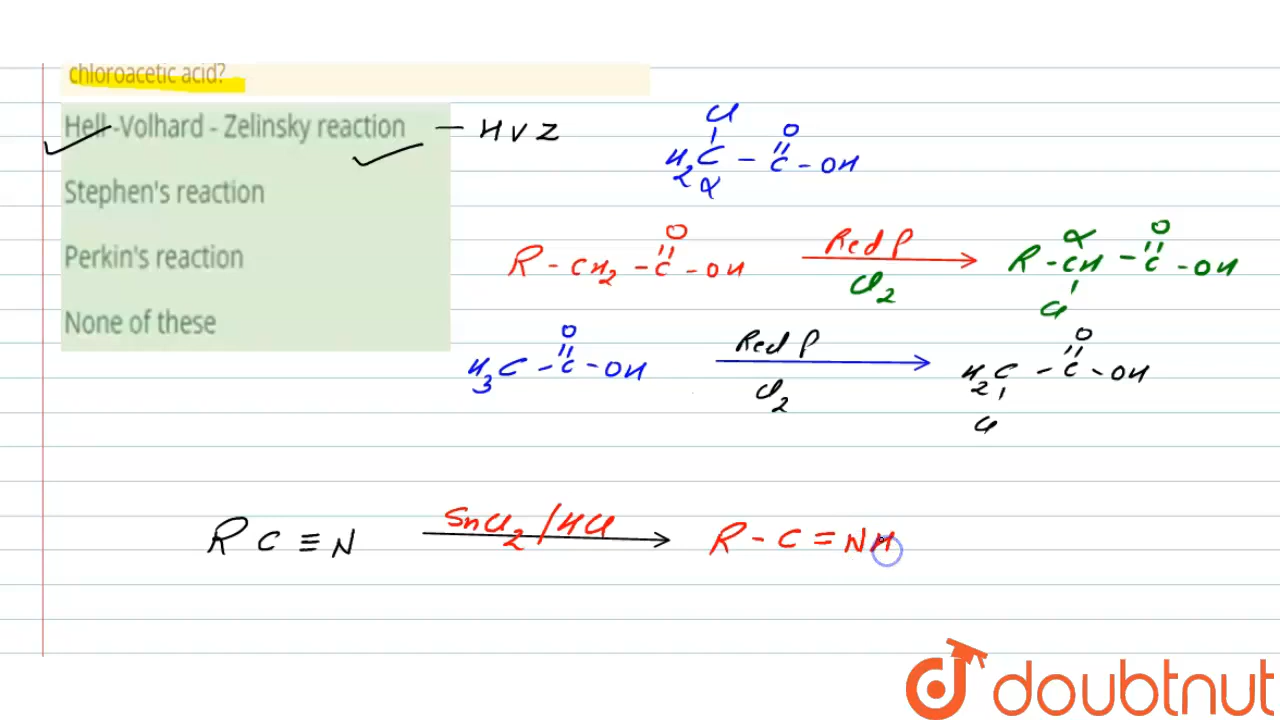 chloroacetic acid?
Hell-Volhard - Zelinsky reaction — HVZ
Stephen's reaction
Perkin's reaction
None of these
Cl
O
H2C - C - OH
α
R - CH2 - C - OH
O
Red P
Cl2
R - CH - C - OH
α
O
Cl
H3C - C - OH
O
Red P
Cl2
H2C - C - OH
O
Cl
RC ≡ N
SnCl2/HCl
R - C = NH
doubtnut